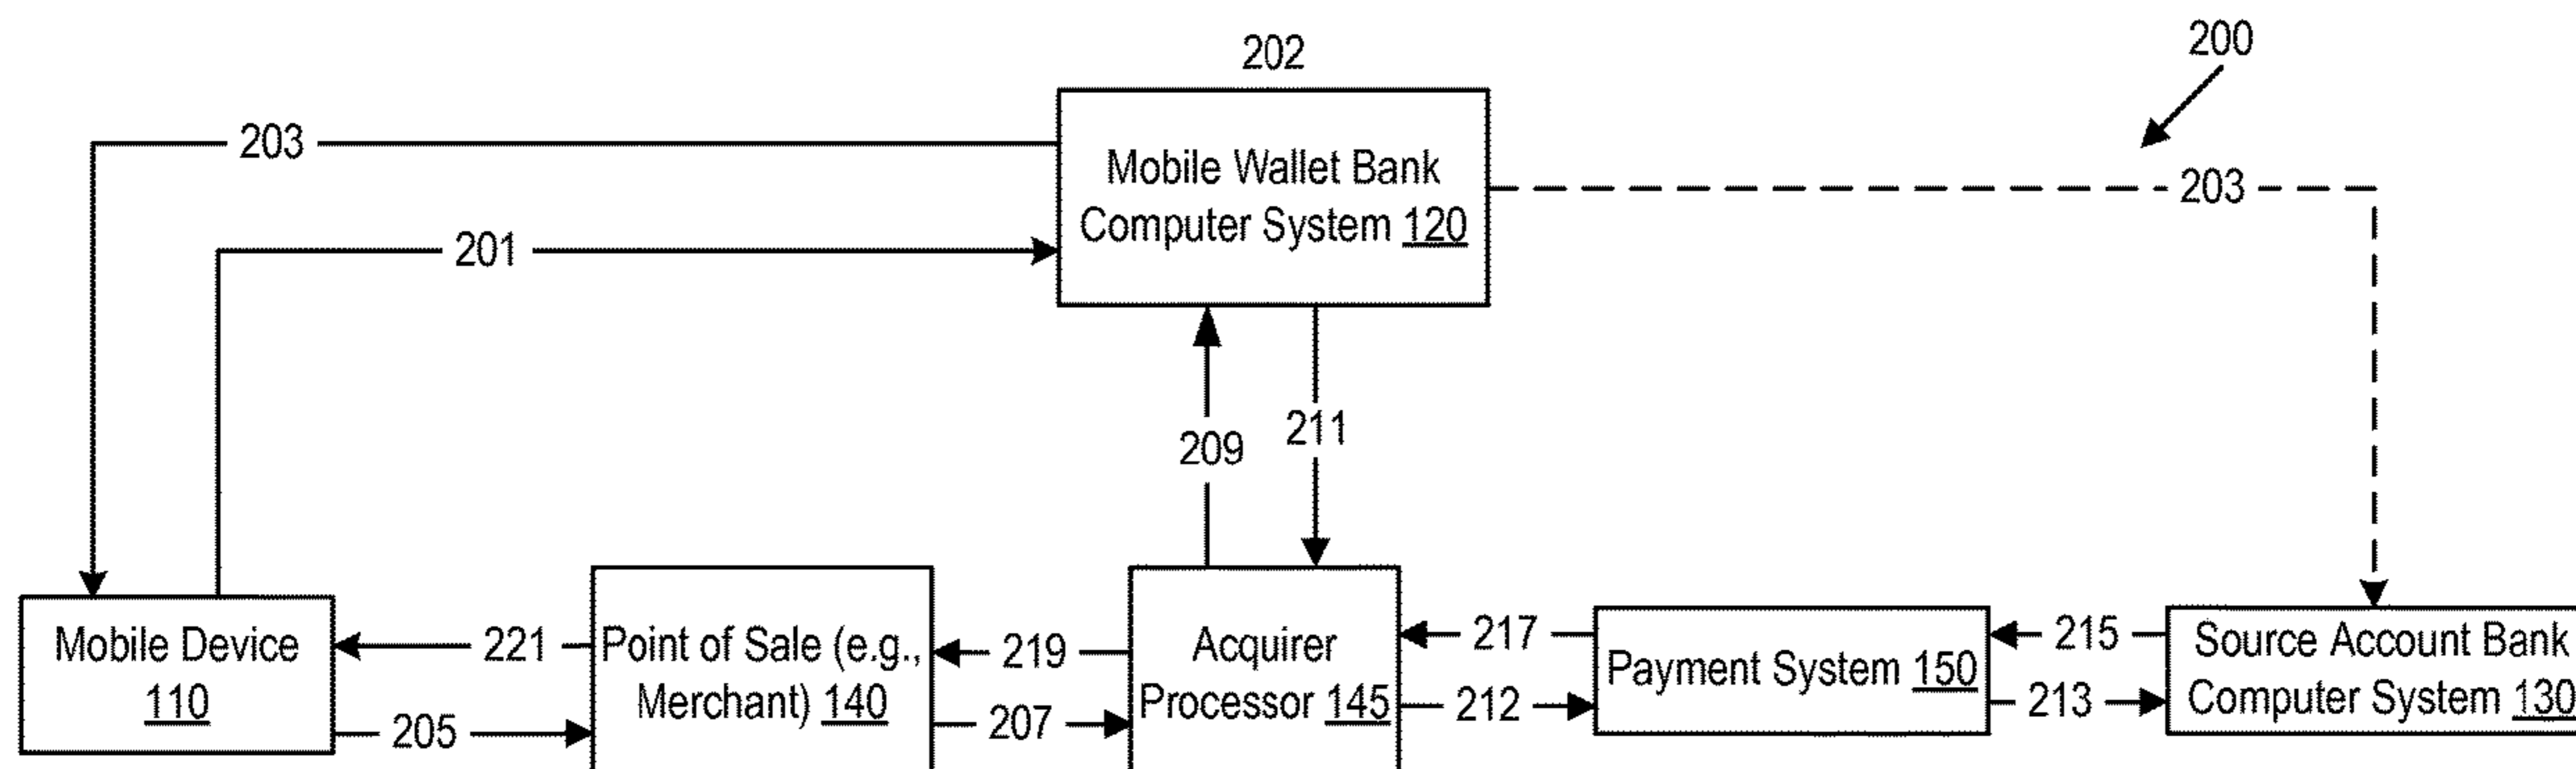 200
202
203
Mobile Wallet Bank
Computer System 120
203
201
209
211
Mobile Device
110
221
205
Point of Sale (e.g.,
Merchant) 140
219
207
Acquirer
Processor 145
217
212
Payment System 150
215
213
Source Account Bank
Computer System 130